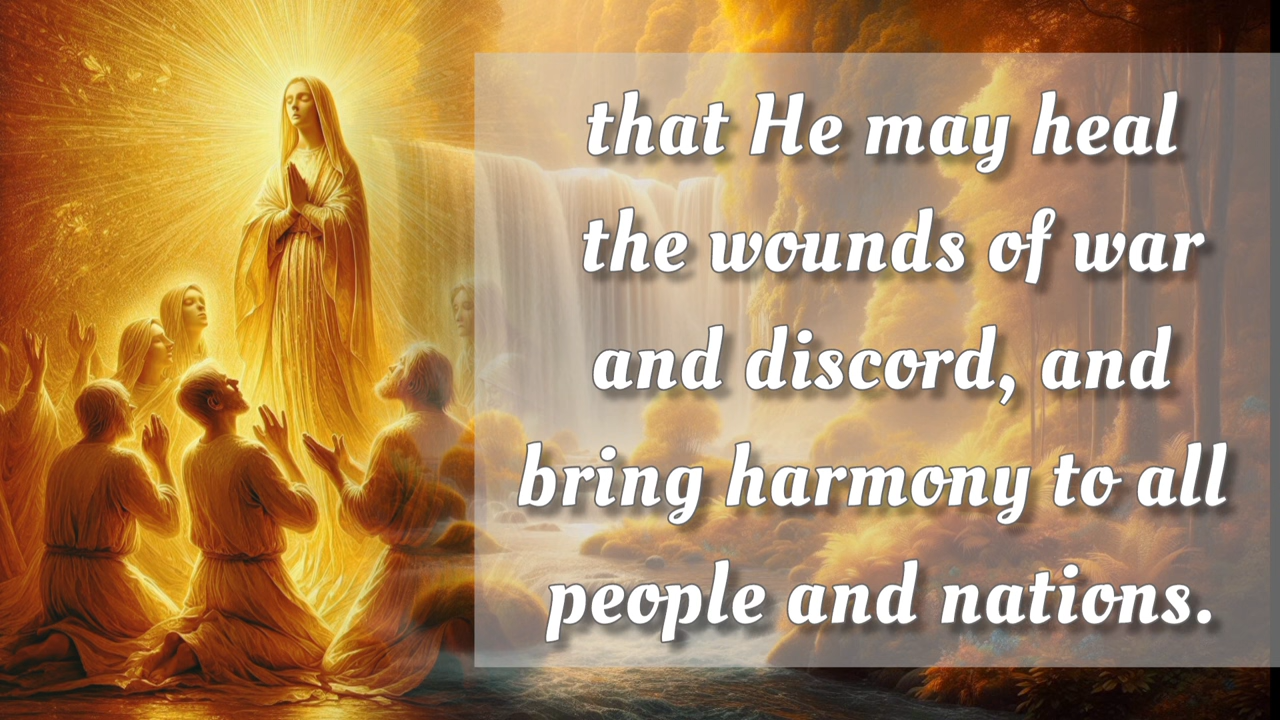 that He may heal
the wounds of war
and discord, and
bring harmony to all
people and nations.